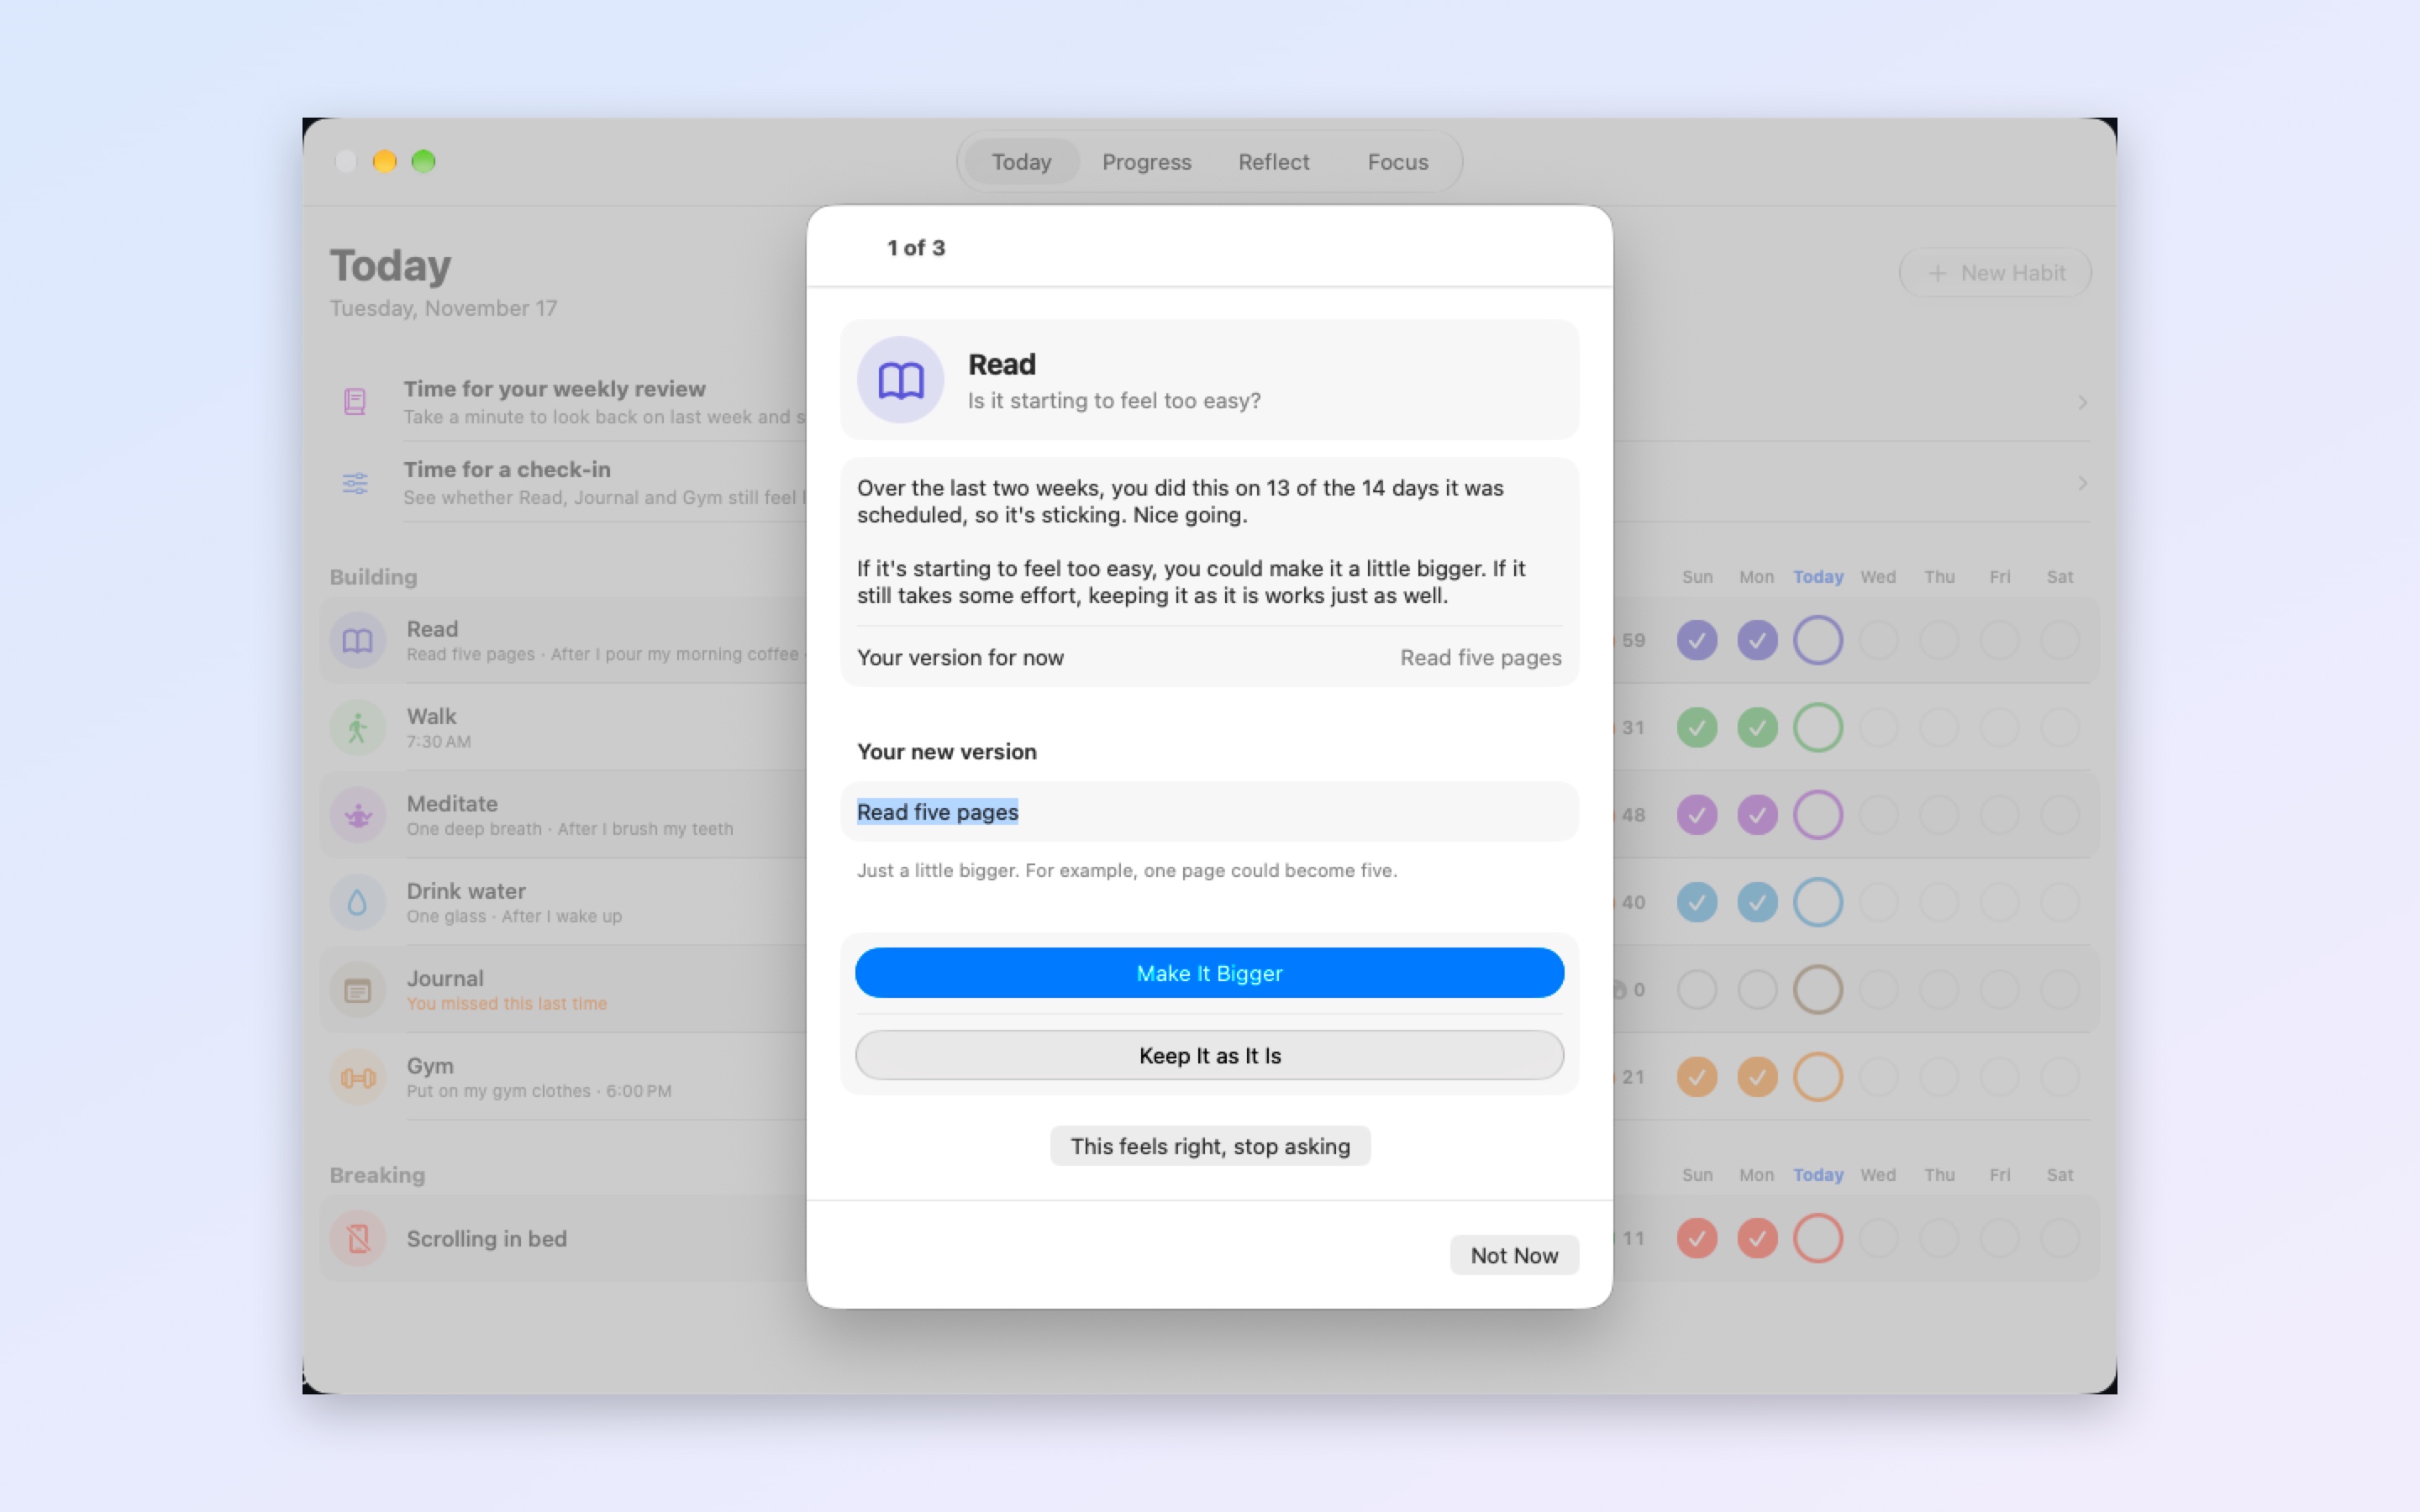 Today
Progress
Reflect
Focus
Today
Tuesday, November 17
New Habit
Time for your weekly review
Take a minute to look back on last week and
Time for a check-in
See whether Read, Journal and Gym still feel
Building
Sun Mon Today Wed Thu Fri Sat
Read
Read five pages · After I pour my morning coffee
59
Walk
7:30 AM
31
Meditate
One deep breath · After I brush my teeth
48
Drink water
One glass · After I wake up
40
Journal
You missed this last time
0
Gym
Put on my gym clothes · 6:00 PM
21
Breaking
Sun Mon Today Wed Thu Fri Sat
Scrolling in bed
11
1 of 3
Read
Is it starting to feel too easy?
Over the last two weeks, you did this on 13 of the 14 days it was
scheduled, so it's sticking. Nice going.
If it's starting to feel too easy, you could make it a little bigger. If it
still takes some effort, keeping it as it is works just as well.
Your version for now
Read five pages
Your new version
Read five pages
Just a little bigger. For example, one page could become five.
Make It Bigger
Keep It as It Is
This feels right, stop asking
Not Now